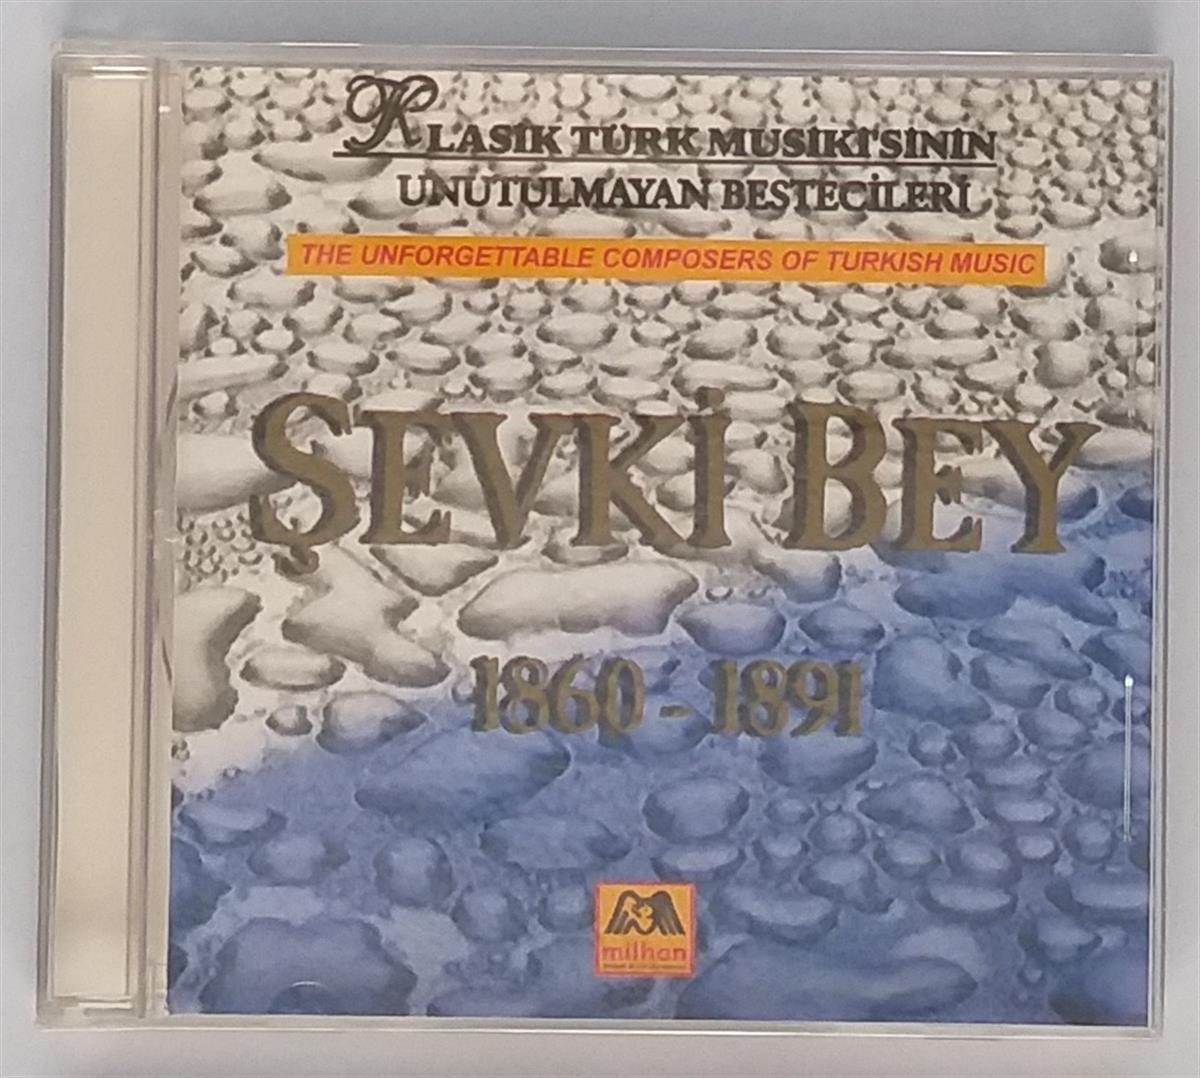 KLASİK TÜRK MUSİKİ'SİNİN
UNUTULMAYAN BESTECİLERİ
THE UNFORGETTABLE COMPOSERS OF TURKISH MUSIC
ŞEVKİ BEY
1860 - 1891
milhan